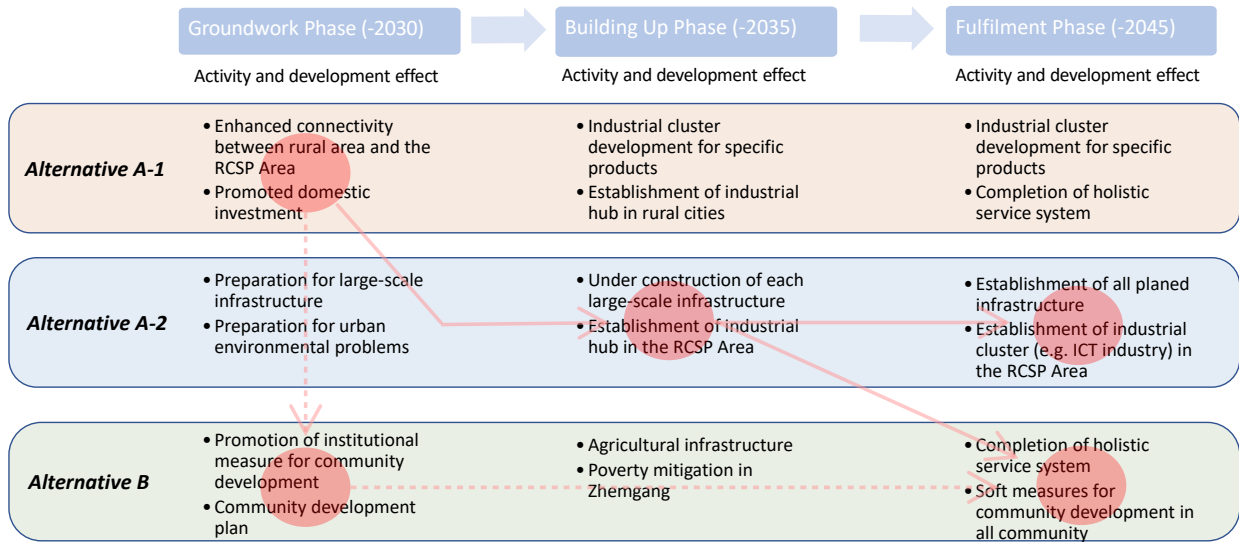 Groundwork Phase (-2030)
Building Up Phase (-2035)
Fulfilment Phase (-2045)
Activity and development effect
Activity and development effect
Activity and development effect
Alternative A-1
• Enhanced connectivity
between rural area and the
RCSP Area
• Promoted domestic
investment
• Industrial cluster
development for specific
products
• Establishment of industrial
hub in rural cities
• Industrial cluster
development for specific
products
• Completion of holistic
service system
Alternative A-2
• Preparation for large-scale
infrastructure
• Preparation for urban
environmental problems
• Under construction of each
large-scale infrastructure
• Establishment of industrial
hub in the RCSP Area
• Establishment of all planed
infrastructure
• Establishment of industrial
cluster (e.g. ICT industry) in
the RCSP Area
Alternative B
• Promotion of institutional
measure for community
development
• Community development
plan
• Agricultural infrastructure
• Poverty mitigation in
Zhemgang
• Completion of holistic
service system
• Soft measures for
community development in
all community